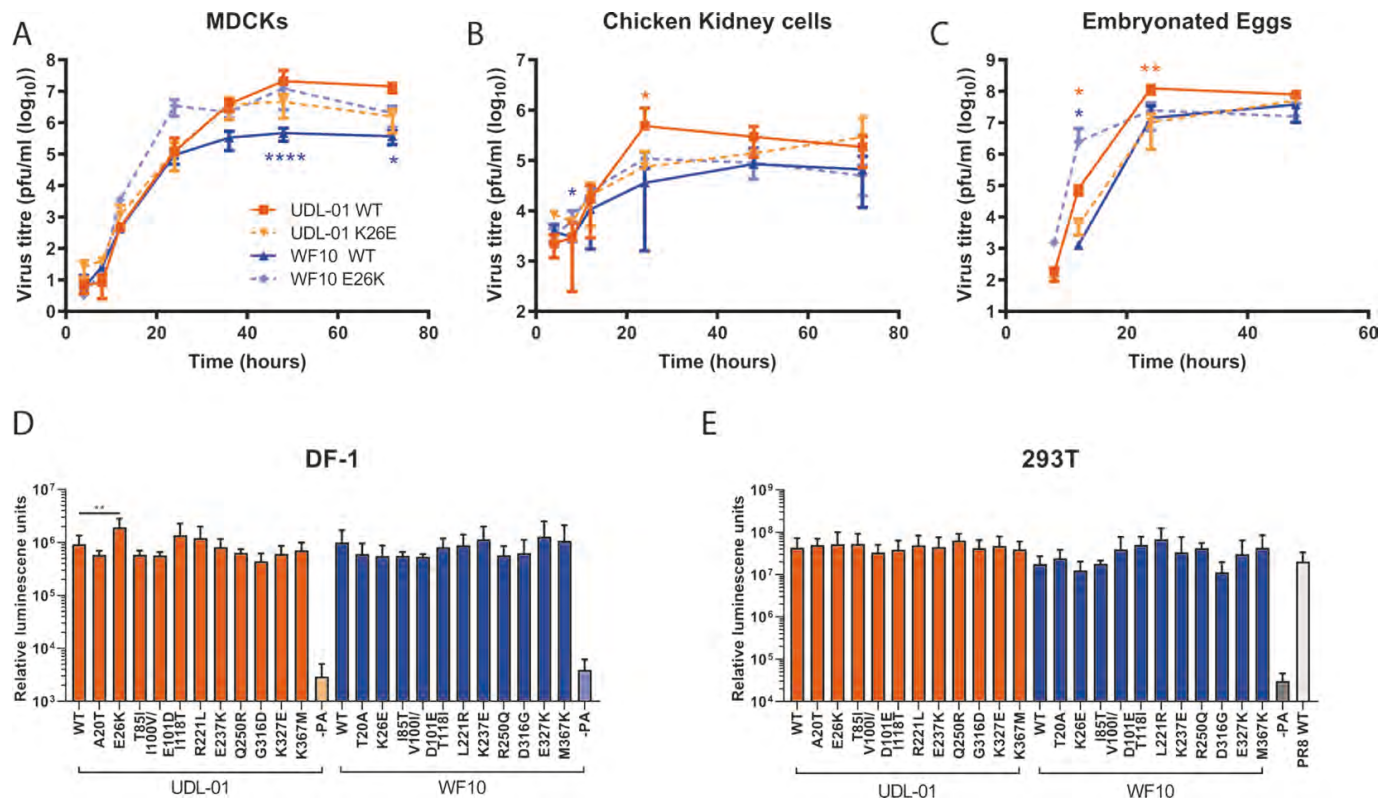 A
MDCKs
Virus titre (pfu/ml (log10))
7
6
5
4
3
2
1
0
0 20 40 60 80
Time (hours)
****
*
UDL-01 WT
UDL-01 K26E
WF10 WT
WF10 E26K
B
Chicken Kidney cells
Virus titre (pfu/ml (log10))
7
6
5
4
3
2
0 20 40 60 80
Time (hours)
*
*
C
Embryonated Eggs
Virus titre (pfu/ml (log10))
9
8
7
6
5
4
3
2
1
0 20 40 60
Time (hours)
**
*
*
D
DF-1
Relative luminescene units
10^7
10^6
10^5
10^4
10^3
**
WT
A20T
E26K
T85I
I100V/
E101D
I118T
R221L
E237K
Q250R
G316D
K327E
K367M
-PA
WT
T20A
K26E
I85T
V100I/
D101E
T118I
L221R
K237E
R250Q
D316G
E327K
M367K
-PA
UDL-01
WF10
E
293T
Relative luminescene units
10^9
10^8
10^7
10^6
10^5
10^4
WT
A20T
E26K
T85I
V100I/
D101E
I118T
R221L
E237K
Q250R
G316D
K327E
K367M
WT
T20A
K26E
I85T
V100I/
D101E
T118I
L221R
K237E
R250Q
D316G
E327K
M367K
-PA
PR8 WT
UDL-01
WF10